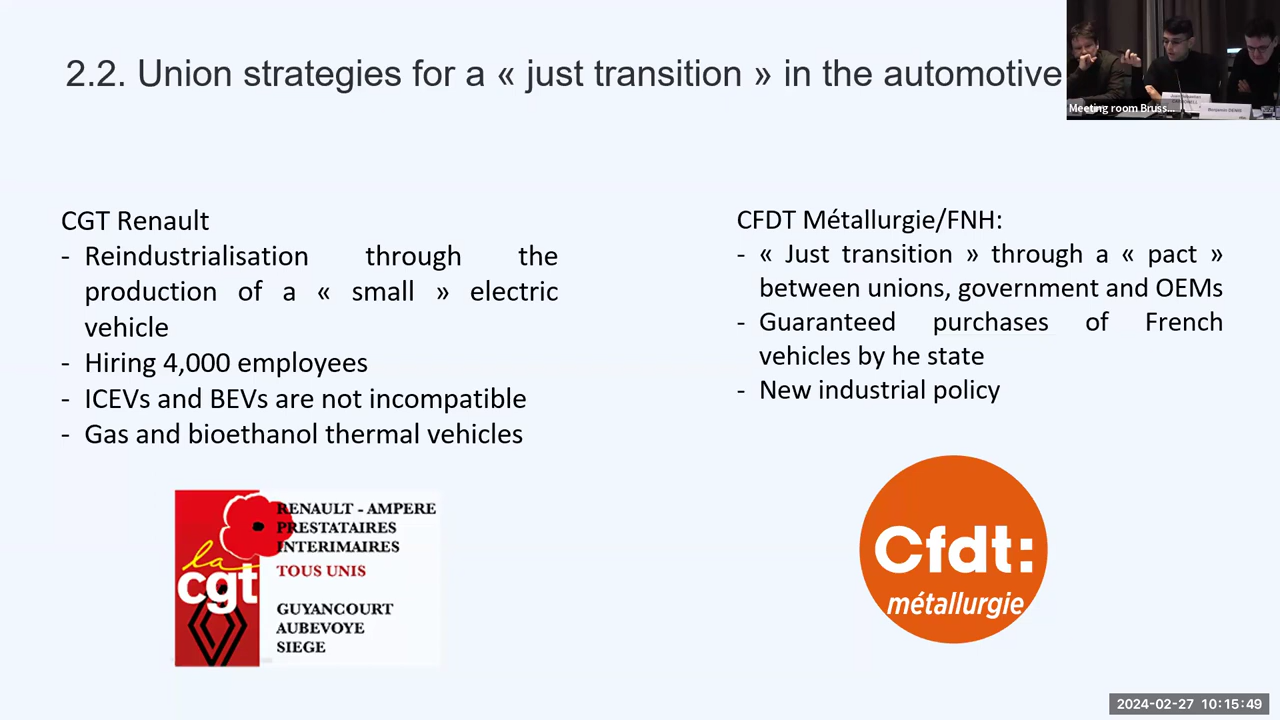 2.2. Union strategies for a « just transition » in the automotive
Meeting room Bruss...
CGT Renault
- Reindustrialisation through the
production of a « small » electric
vehicle
- Hiring 4,000 employees
- ICEVs and BEVs are not incompatible
- Gas and bioethanol thermal vehicles
CFDT Métallurgie/FNH:
- « Just transition » through a « pact »
between unions, government and OEMs
- Guaranteed purchases of French
vehicles by he state
- New industrial policy
la
cgt
RENAULT - AMPERE
PRESTATAIRES
INTERIMAIRES
TOUS UNIS
GUYANCOURT
AUBEVOYE
SIEGE
Cfdt:
métallurgie
2024-02-27 10:15:49